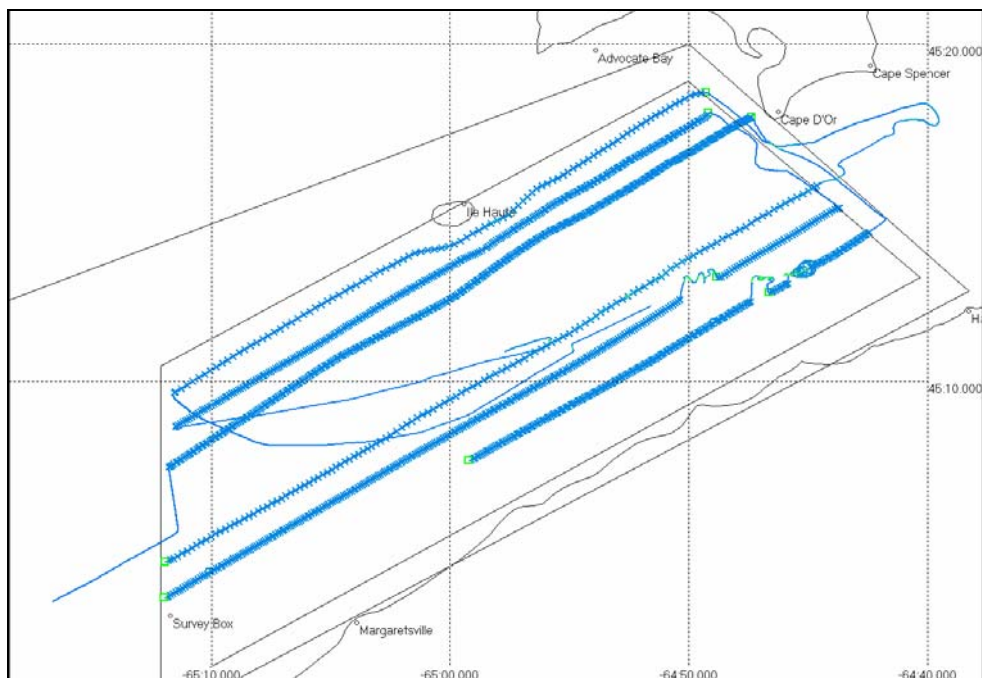 45:20.000
Advocate Bay
Cape Spencer
Cape D'Or
Ile Haute
45:10.000
Survey Box
Margaretsville
-65:10.000
-65:00.000
-64:50.000
-64:40.000